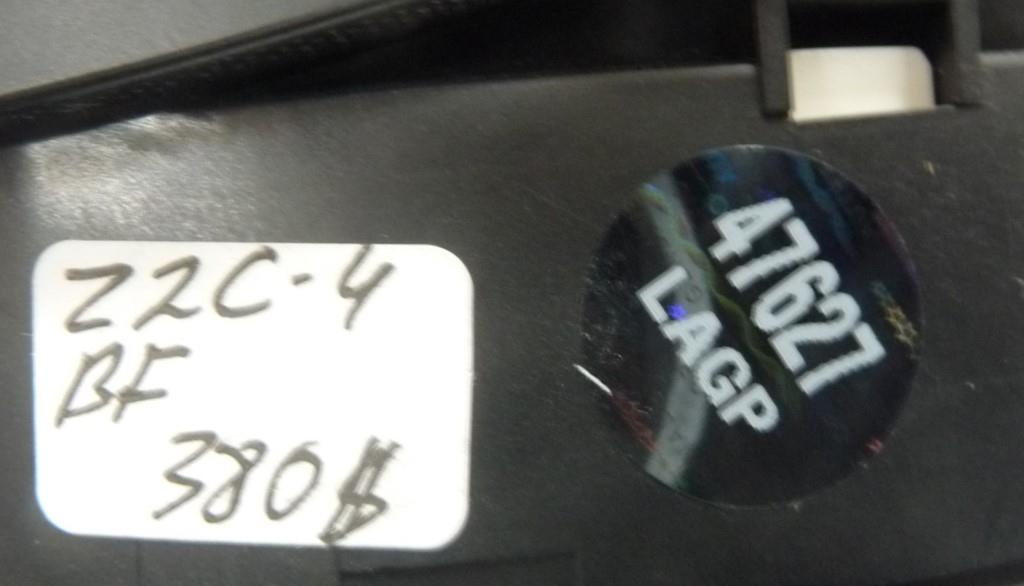 Z2C-4
BF
380$
47627
LAGP